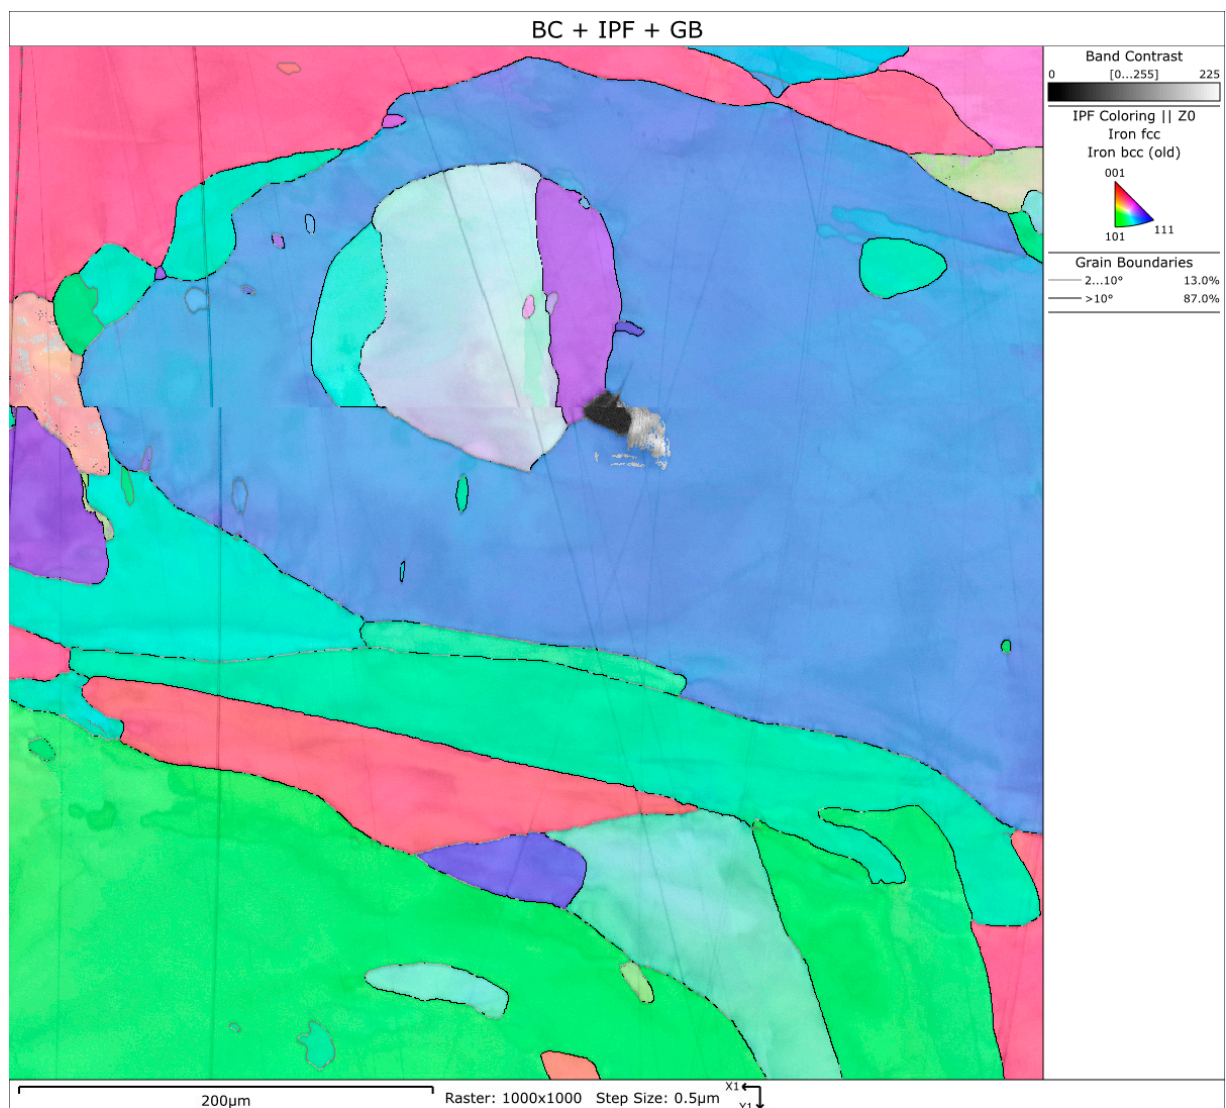 BC + IPF + GB
Band Contrast
0 [0...255] 225
IPF Coloring || Z0
Iron fcc
Iron bcc (old)
001
101 111
Grain Boundaries
2...10° 13.0%
>10° 87.0%
200µm
Raster: 1000x1000 Step Size: 0.5µm
X1
Y1